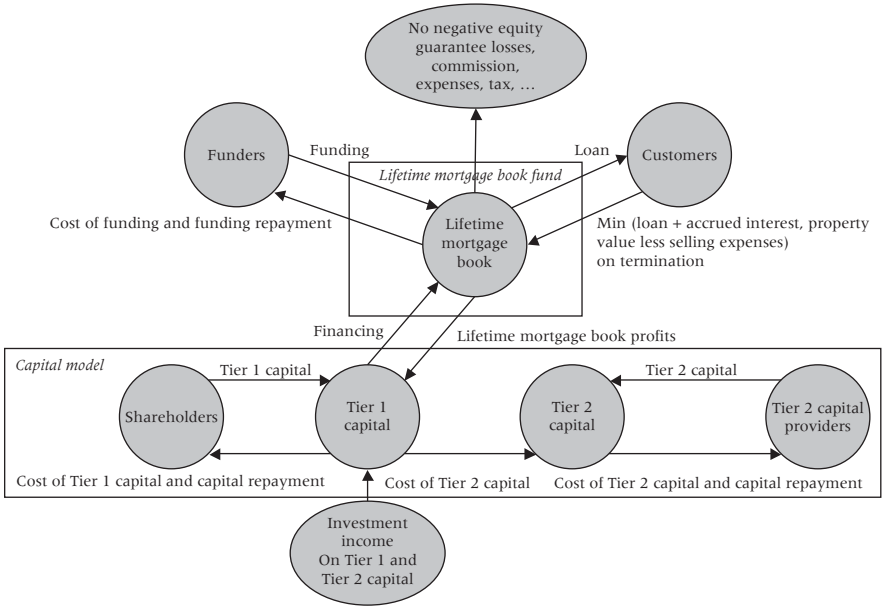 No negative equity
guarantee losses,
commission,
expenses, tax, …
Funders
Funding
Loan
Customers
Lifetime mortgage book fund
Cost of funding and funding repayment
Lifetime
mortgage
book
Min (loan + accrued interest, property
value less selling expenses)
on termination
Financing
Lifetime mortgage book profits
Capital model
Tier 1 capital
Tier 2 capital
Shareholders
Tier 1
capital
Tier 2
capital
Tier 2 capital
providers
Cost of Tier 1 capital and capital repayment
Cost of Tier 2 capital
Cost of Tier 2 capital and capital repayment
Investment
income
On Tier 1 and
Tier 2 capital